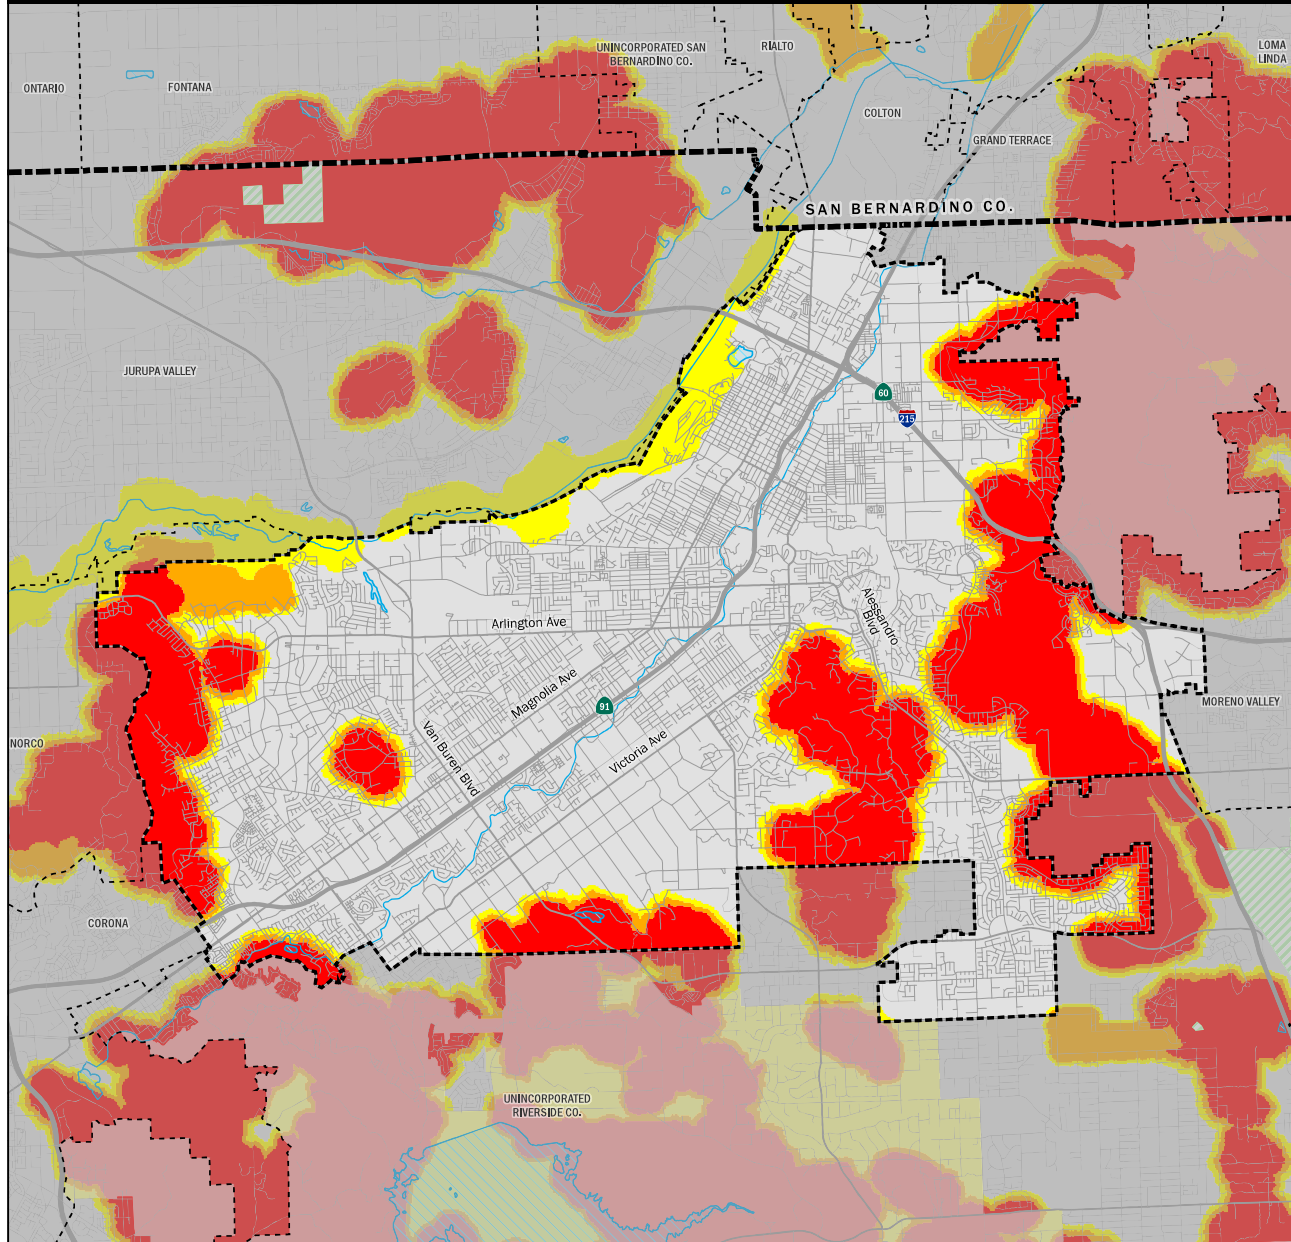 UNINCORPORATED SAN
BERNARDINO CO.
RIALTO
LOMA
LINDA
ONTARIO
FONTANA
COLTON
GRAND TERRACE
SAN BERNARDINO CO.
JURUPA VALLEY
60
215
Arlington Ave
Alessandro
Blvd
Magnolia Ave
91
Van Buren Blvd
Victoria Ave
MORENO VALLEY
NORCO
CORONA
UNINCORPORATED
RIVERSIDE CO.